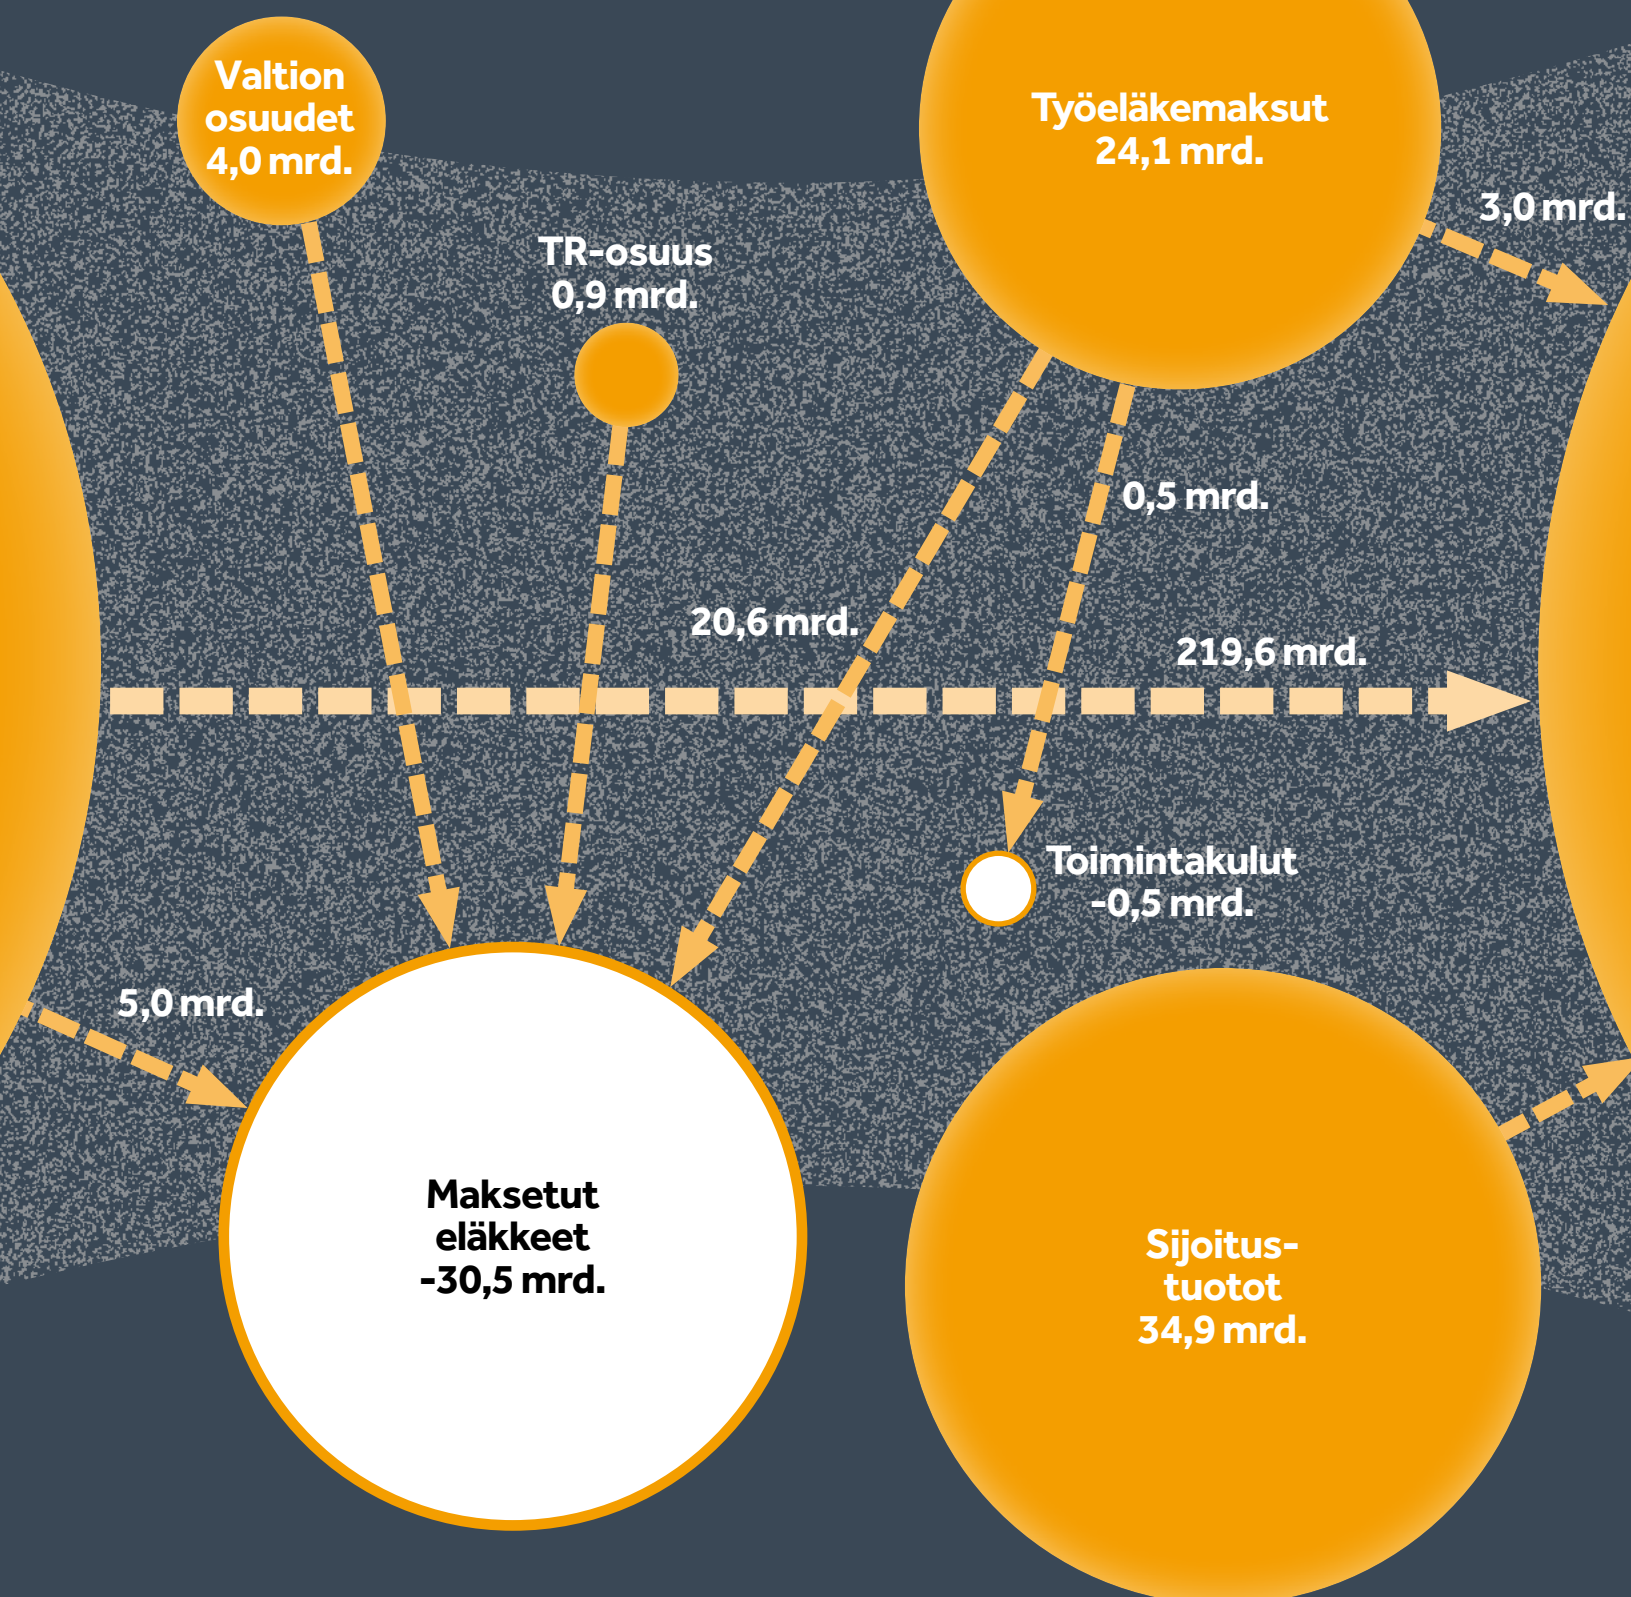 Valtion
osuudet
4,0 mrd.
Työeläkemaksut
24,1 mrd.
3,0 mrd.
TR-osuus
0,9 mrd.
0,5 mrd.
20,6 mrd.
219,6 mrd.
Toimintakulut
-0,5 mrd.
5,0 mrd.
Maksetut
eläkkeet
-30,5 mrd.
Sijoitus-
tuotot
34,9 mrd.